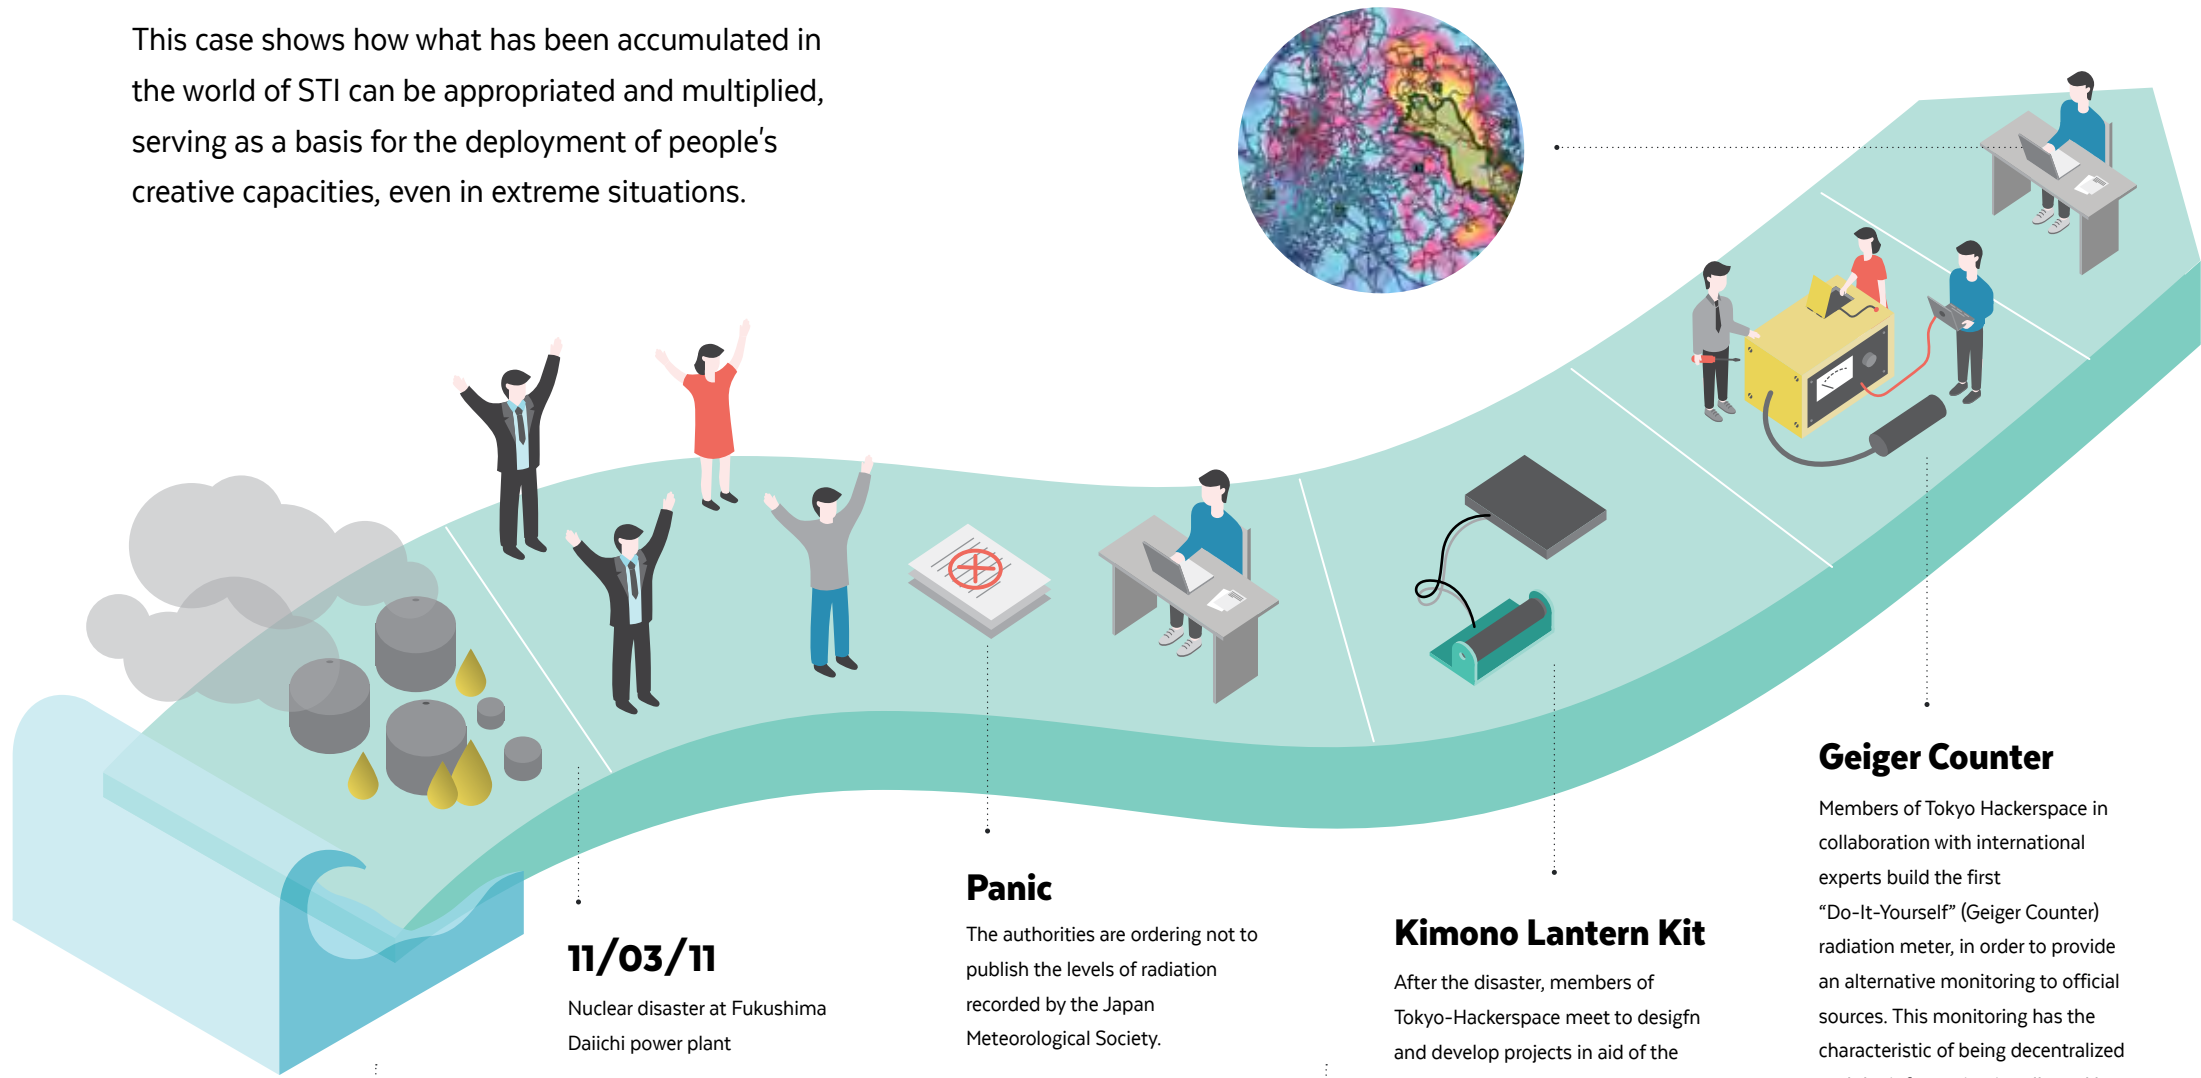 This case shows how what has been accumulated in
the world of STI can be appropriated and multiplied,
serving as a basis for the deployment of people's
creative capacities, even in extreme situations.
11/03/11
Nuclear disaster at Fukushima
Daiichi power plant
Panic
The authorities are ordering not to
publish the levels of radiation
recorded by the Japan
Meteorological Society.
Kimono Lantern Kit
After the disaster, members of
Tokyo-Hackerspace meet to desigfn
and develop projects in aid of the
Geiger Counter
Members of Tokyo Hackerspace in
collaboration with international
experts build the first
“Do-It-Yourself” (Geiger Counter)
radiation meter, in order to provide
an alternative monitoring to official
sources. This monitoring has the
characteristic of being decentralized